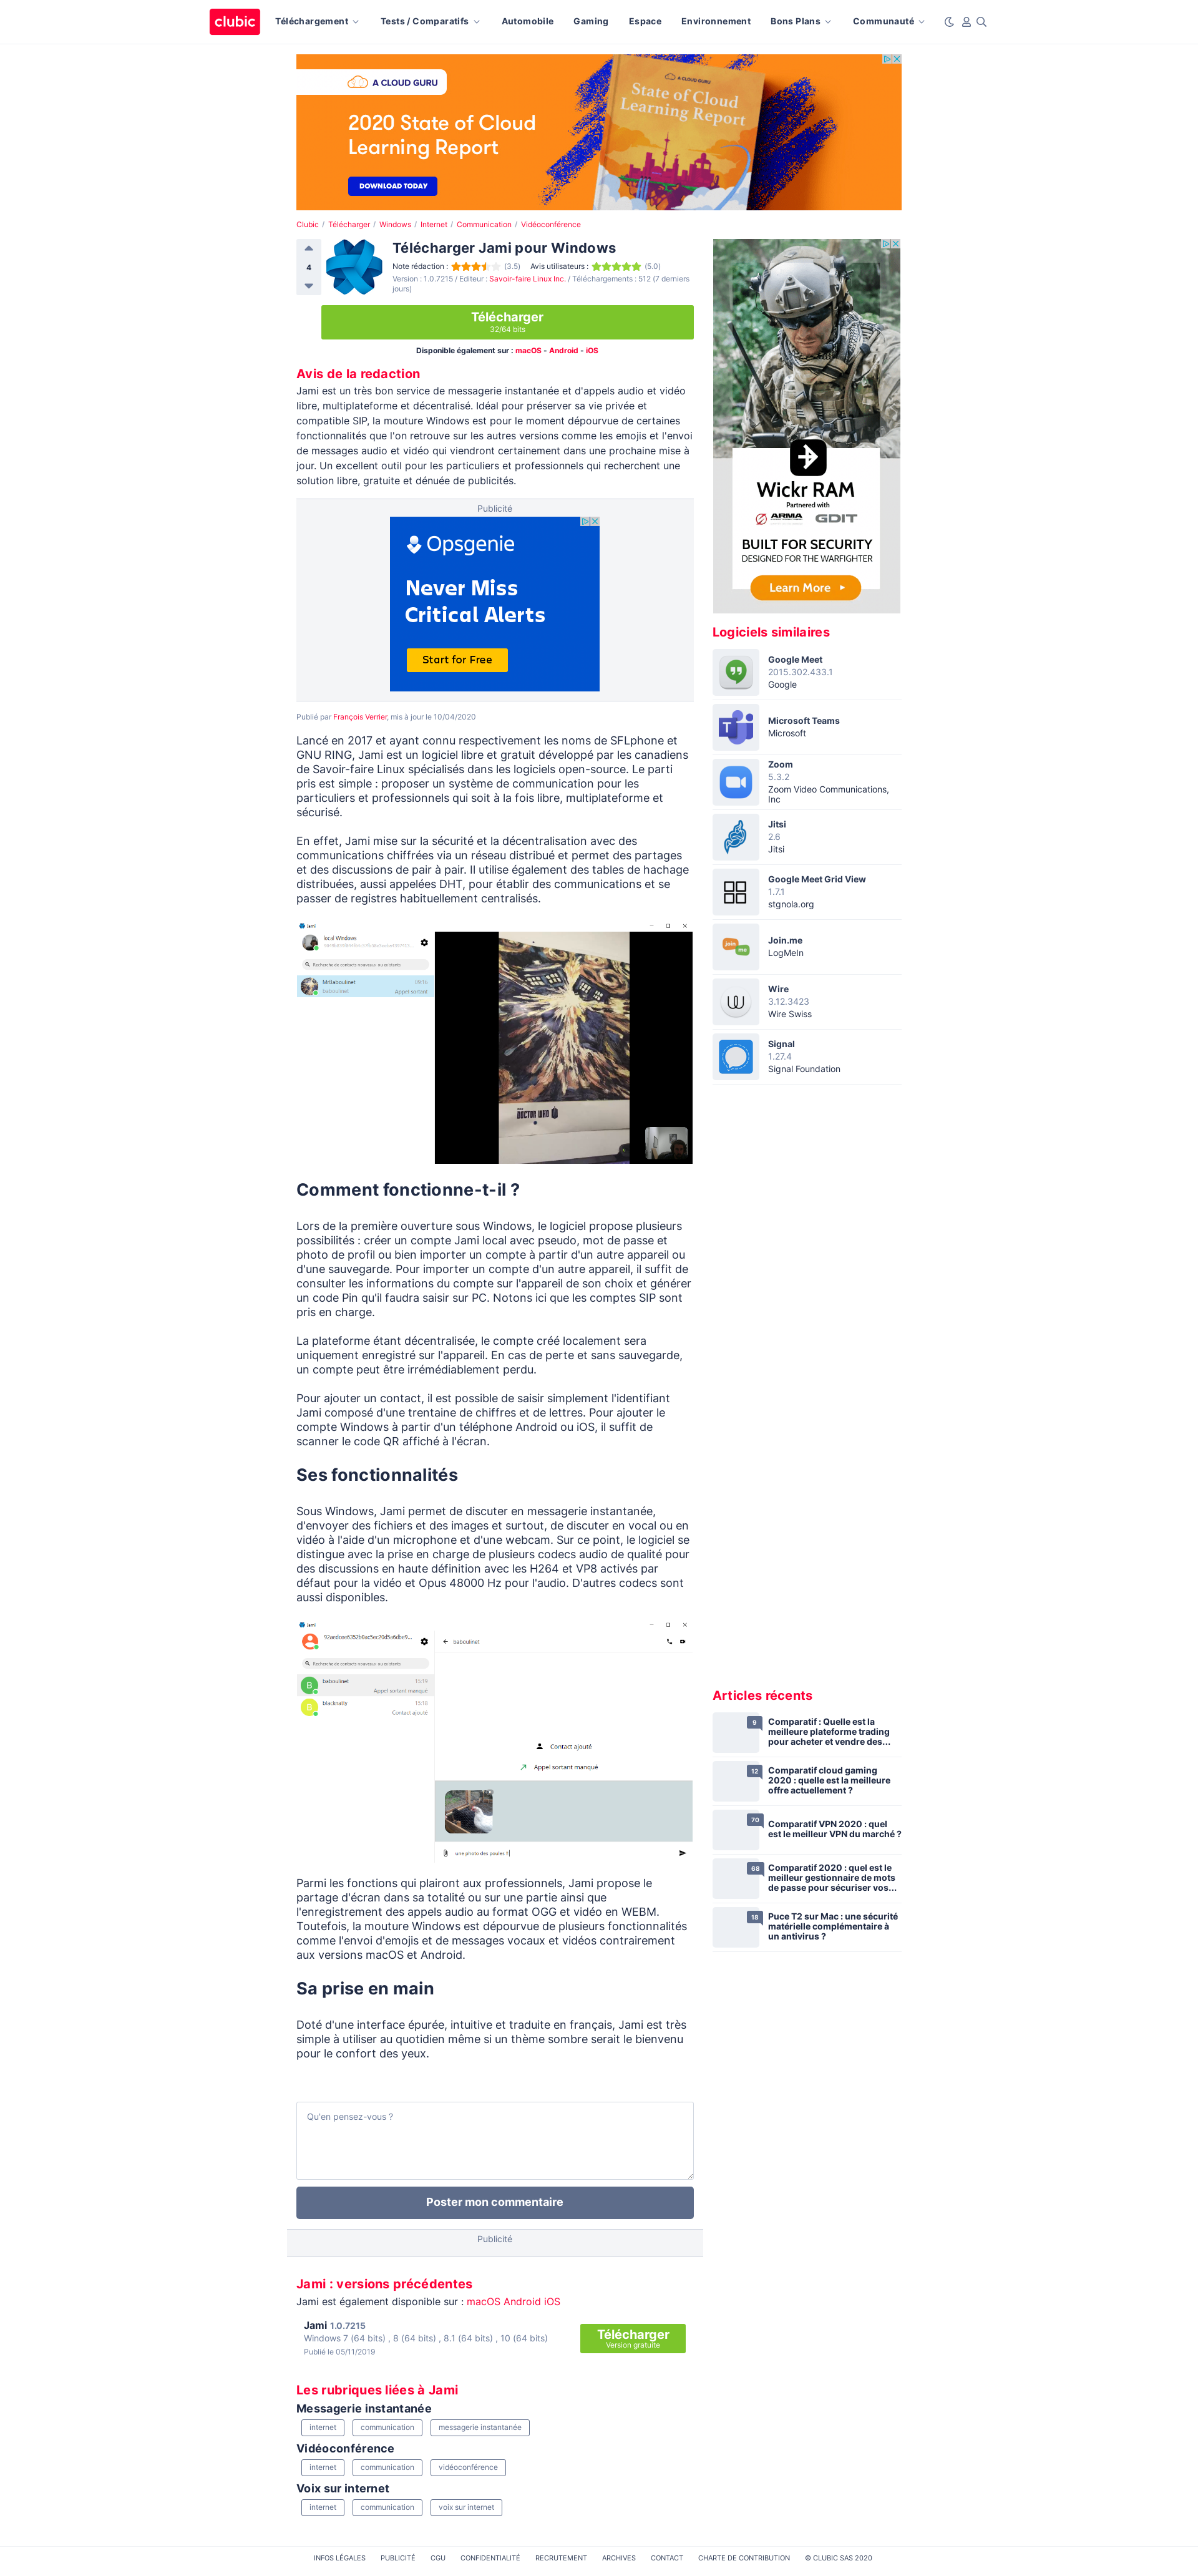 clubic
Téléchargement
Tests / Comparatifs
Automobile
Gaming
Espace
Environnement
Bons Plans
Communauté
A CLOUD GURU
2020 State of Cloud
Learning Report
DOWNLOAD TODAY
A CLOUD GURU
State of Cloud
Learning Report
Clubic / Télécharger / Windows / Internet / Communication / Vidéoconférence
4
Télécharger Jami pour Windows
Note rédaction : (3.5) Avis utilisateurs : (5.0)
Version : 1.0.7215 / Editeur : Savoir-faire Linux Inc. / Téléchargements : 512 (7 derniers
jours)
Télécharger
32/64 bits
Disponible également sur : macOS - Android - iOS
Avis de la redaction
Jami est un très bon service de messagerie instantanée et d'appels audio et vidéo
libre, multiplateforme et décentralisé. Idéal pour préserver sa vie privée et
compatible SIP, la mouture Windows est pour le moment dépourvue de certaines
fonctionnalités que l'on retrouve sur les autres versions comme les emojis et l'envoi
de messages audio et vidéo qui viendront certainement dans une prochaine mise à
jour. Un excellent outil pour les particuliers et professionnels qui recherchent une
solution libre, gratuite et dénuée de publicités.
Publicité
Opsgenie
Never Miss
Critical Alerts
Start for Free
Publié par François Verrier, mis à jour le 10/04/2020
Lancé en 2017 et ayant connu respectivement les noms de SFLphone et
GNU RING, Jami est un logiciel libre et gratuit développé par les canadiens
de Savoir-faire Linux spécialisés dans les logiciels open-source. Le parti
pris est simple : proposer un système de communication pour les
particuliers et professionnels qui soit à la fois libre, multiplateforme et
sécurisé.
En effet, Jami mise sur la sécurité et la décentralisation avec des
communications chiffrées via un réseau distribué et permet des partages
et des discussions de pair à pair. Il utilise également des tables de hachage
distribuées, aussi appelées DHT, pour établir des communications et se
passer de registres habituellement centralisés.
Jami
local Windows
Recherche de contacts nouveaux ou existants
Mrtlaboulinet
baboulinet
Appel sortant
DOCTOR WHO
Comment fonctionne-t-il ?
Lors de la première ouverture sous Windows, le logiciel propose plusieurs
possibilités : créer un compte Jami local avec pseudo, mot de passe et
photo de profil ou bien importer un compte à partir d'un autre appareil ou
d'une sauvegarde. Pour importer un compte d'un autre appareil, il suffit de
consulter les informations du compte sur l'appareil de son choix et générer
un code Pin qu'il faudra saisir sur PC. Notons ici que les comptes SIP sont
pris en charge.
La plateforme étant décentralisée, le compte créé localement sera
uniquement enregistré sur l'appareil. En cas de perte et sans sauvegarde,
un compte peut être irrémédiablement perdu.
Pour ajouter un contact, il est possible de saisir simplement l'identifiant
Jami composé d'une trentaine de chiffres et de lettres. Pour ajouter le
compte Windows à partir d'un téléphone Android ou iOS, il suffit de
scanner le code QR affiché à l'écran.
Ses fonctionnalités
Sous Windows, Jami permet de discuter en messagerie instantanée,
d'envoyer des fichiers et des images et surtout, de discuter en vocal ou en
vidéo à l'aide d'un microphone et d'une webcam. Sur ce point, le logiciel se
distingue avec la prise en charge de plusieurs codecs audio de qualité pour
des discussions en haute définition avec les H264 et VP8 activés par
défaut pour la vidéo et Opus 48000 Hz pour l'audio. D'autres codecs sont
aussi disponibles.
Jami
baboulinet
Recherche de contacts nouveaux ou existants
B
baboulinet
15:19
Appel sortant manqué
B
blacknolly
15:18
Contact ajouté
Contact ajouté
Appel sortant manqué
une photo des poules !
Parmi les fonctions qui plairont aux professionnels, Jami propose le
partage d'écran dans sa totalité ou sur une partie ainsi que
l'enregistrement des appels audio au format OGG et vidéo en WEBM.
Toutefois, la mouture Windows est dépourvue de plusieurs fonctionnalités
comme l'envoi d'emojis et de messages vocaux et vidéos contrairement
aux versions macOS et Android.
Sa prise en main
Doté d'une interface épurée, intuitive et traduite en français, Jami est très
simple à utiliser au quotidien même si un thème sombre serait le bienvenu
pour le confort des yeux.
Qu'en pensez-vous ?
Poster mon commentaire
Publicité
Jami : versions précédentes
Jami est également disponible sur : macOS Android iOS
Jami 1.0.7215
Windows 7 (64 bits) , 8 (64 bits) , 8.1 (64 bits) , 10 (64 bits)
Publié le 05/11/2019
Télécharger
Version gratuite
Les rubriques liées à Jami
Messagerie instantanée
internet
communication
messagerie instantanée
Vidéoconférence
internet
communication
vidéoconférence
Voix sur internet
internet
communication
voix sur internet
Wickr RAM
Partnered with
ARMA
GDIT
BUILT FOR SECURITY
DESIGNED FOR THE WARFIGHTER
Learn More
Logiciels similaires
Google Meet
2015.302.433.1
Google
Microsoft Teams
Microsoft
Zoom
5.3.2
Zoom Video Communications,
Inc
Jitsi
2.6
Jitsi
Google Meet Grid View
1.7.1
stgnola.org
join
me
Join.me
LogMeIn
Wire
3.12.3423
Wire Swiss
Signal
1.27.4
Signal Foundation
Articles récents
9
Comparatif : Quelle est la
meilleure plateforme trading
pour acheter et vendre des...
12
Comparatif cloud gaming
2020 : quelle est la meilleure
offre actuellement ?
70
Comparatif VPN 2020 : quel
est le meilleur VPN du marché ?
68
Comparatif 2020 : quel est le
meilleur gestionnaire de mots
de passe pour sécuriser vos...
18
Puce T2 sur Mac : une sécurité
matérielle complémentaire à
un antivirus ?
INFOS LÉGALES
PUBLICITÉ
CGU
CONFIDENTIALITÉ
RECRUTEMENT
ARCHIVES
CONTACT
CHARTE DE CONTRIBUTION
© CLUBIC SAS 2020